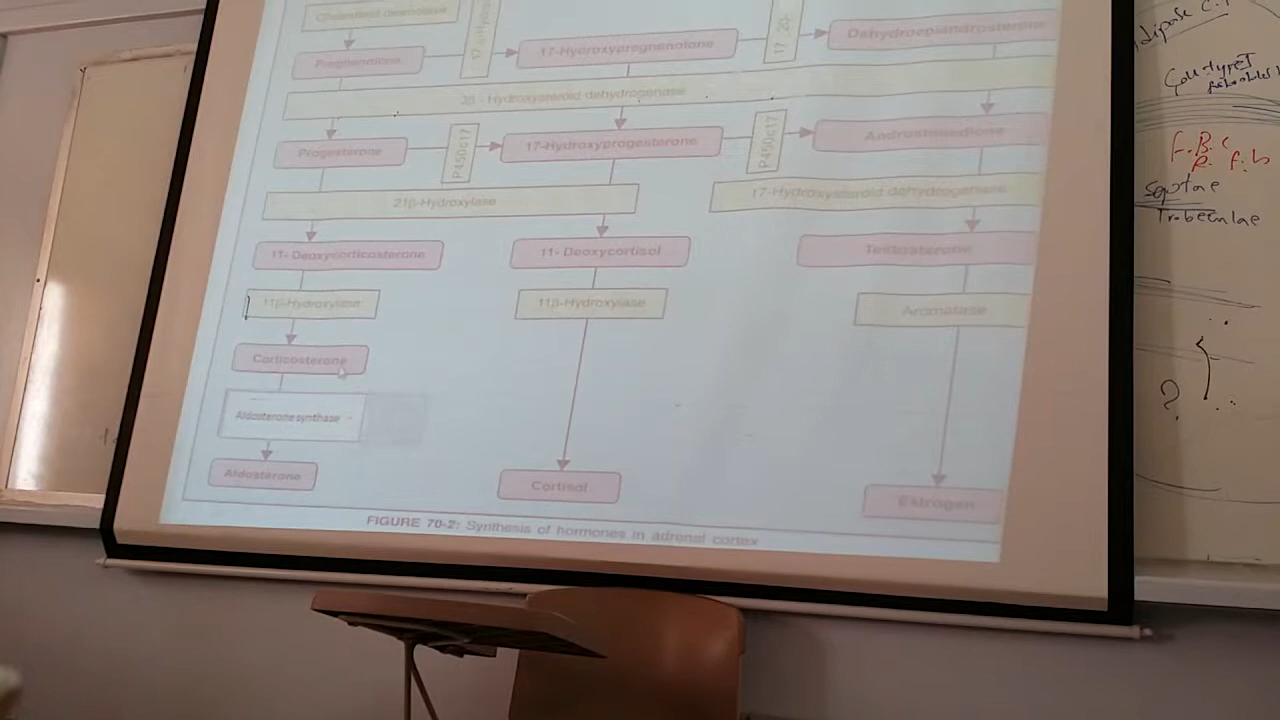 Cholesterol desmolase
Pregnenolone
17-Hydroxypregnenolone
17, 20-
Dehydroepiandrosterone
3β - Hydroxysteroid dehydrogenase
Progesterone
P450c17
17-Hydroxyprogesterone
P450c17
Androstenedione
21β-Hydroxylase
17-Hydroxysteroid dehydrogenase
11- Deoxycorticosterone
11- Deoxycortisol
Testosterone
11β-Hydroxylase
11β-Hydroxylase
Aromatase
Corticosterone
Aldosterone synthase
Aldosterone
Cortisol
Estrogen
FIGURE 70-2: Synthesis of hormones in adrenal cortex
F.B.C
?